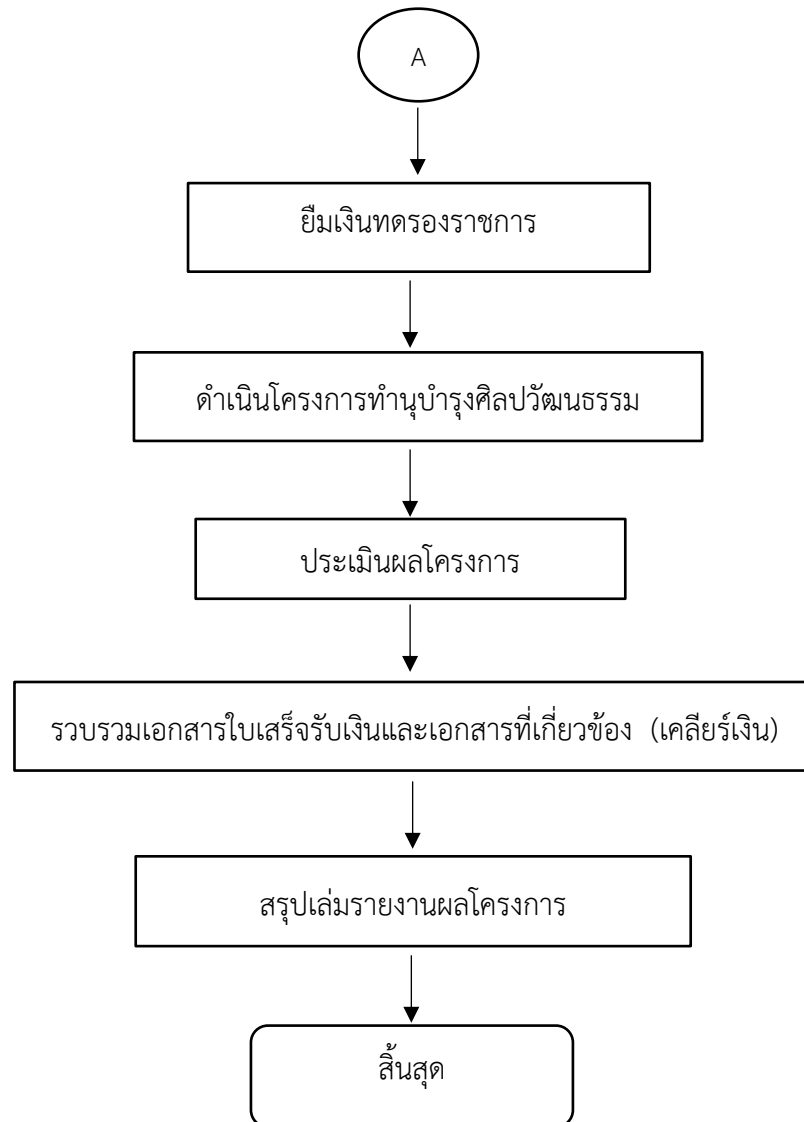 A
ยืมเงินทดรองราชการ
ดำเนินโครงการทำนุบำรุงศิลปวัฒนธรรม
ประเมินผลโครงการ
รวบรวมเอกสารใบเสร็จรับเงินและเอกสารที่เกี่ยวข้อง (เคลียร์เงิน)
สรุปเล่มรายงานผลโครงการ
สิ้นสุด